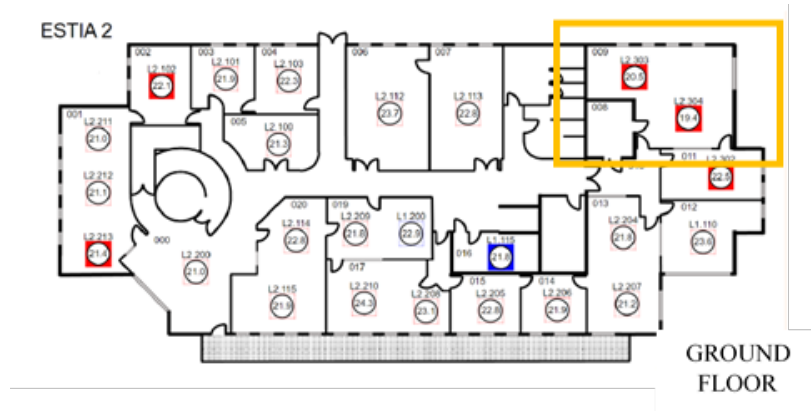 ESTIA 2
002
L2.102
22.1
003
L2.101
21.9
004
L2.103
22.3
006
L2.112
23.7
007
L2.113
22.8
009
L2.303
20.5
L2.304
19.4
008
001
L2.211
21.0
L2.212
21.1
L2.213
21.4
005
L2.100
21.3
011
L2.302
22.5
012
L1.110
23.6
013
L2.204
21.8
L2.207
21.2
000
L2.200
21.0
020
L2.114
22.8
L2.115
21.9
019
L2.209
21.6
L1.200
22.9
017
L2.210
24.3
L2.208
23.1
016
L1.115
21.8
015
L2.205
22.8
014
L2.206
21.9
GROUND
FLOOR